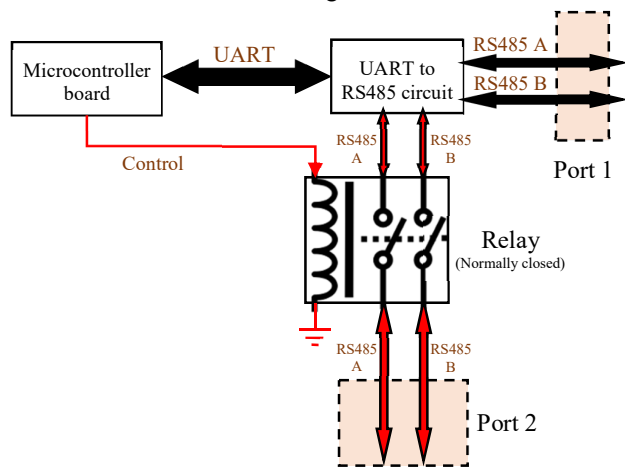 UART
RS485 A
Microcontroller
board
UART to
RS485 circuit
RS485 B
RS485
A
RS485
B
Control
Port 1
Relay
(Normally closed)
RS485
A
RS485
B
Port 2